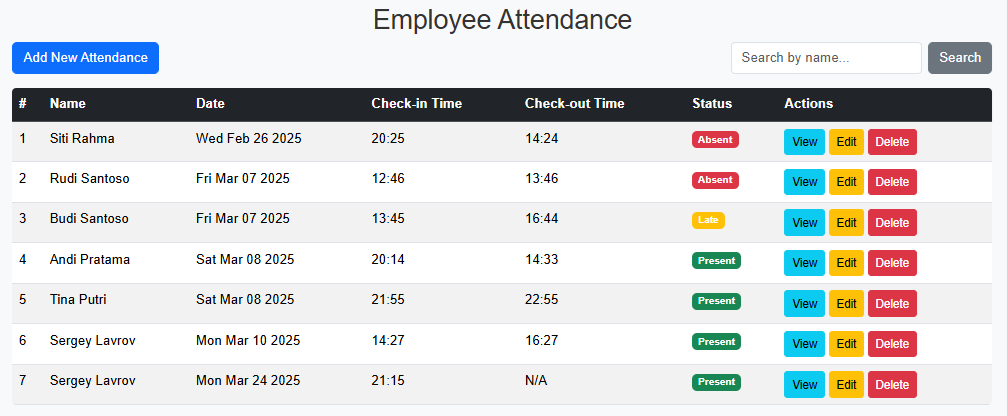 Employee Attendance
Add New Attendance Search by name... Search
# Name Date Check-in Time Check-out Time Status Actions
1 Siti Rahma Wed Feb 26 2025 20:25 14:24 Absent View Edit Delete
2 Rudi Santoso Fri Mar 07 2025 12:46 13:46 Absent View Edit Delete
3 Budi Santoso Fri Mar 07 2025 13:45 16:44 Late View Edit Delete
4 Andi Pratama Sat Mar 08 2025 20:14 14:33 Present View Edit Delete
5 Tina Putri Sat Mar 08 2025 21:55 22:55 Present View Edit Delete
6 Sergey Lavrov Mon Mar 10 2025 14:27 16:27 Present View Edit Delete
7 Sergey Lavrov Mon Mar 24 2025 21:15 N/A Present View Edit Delete